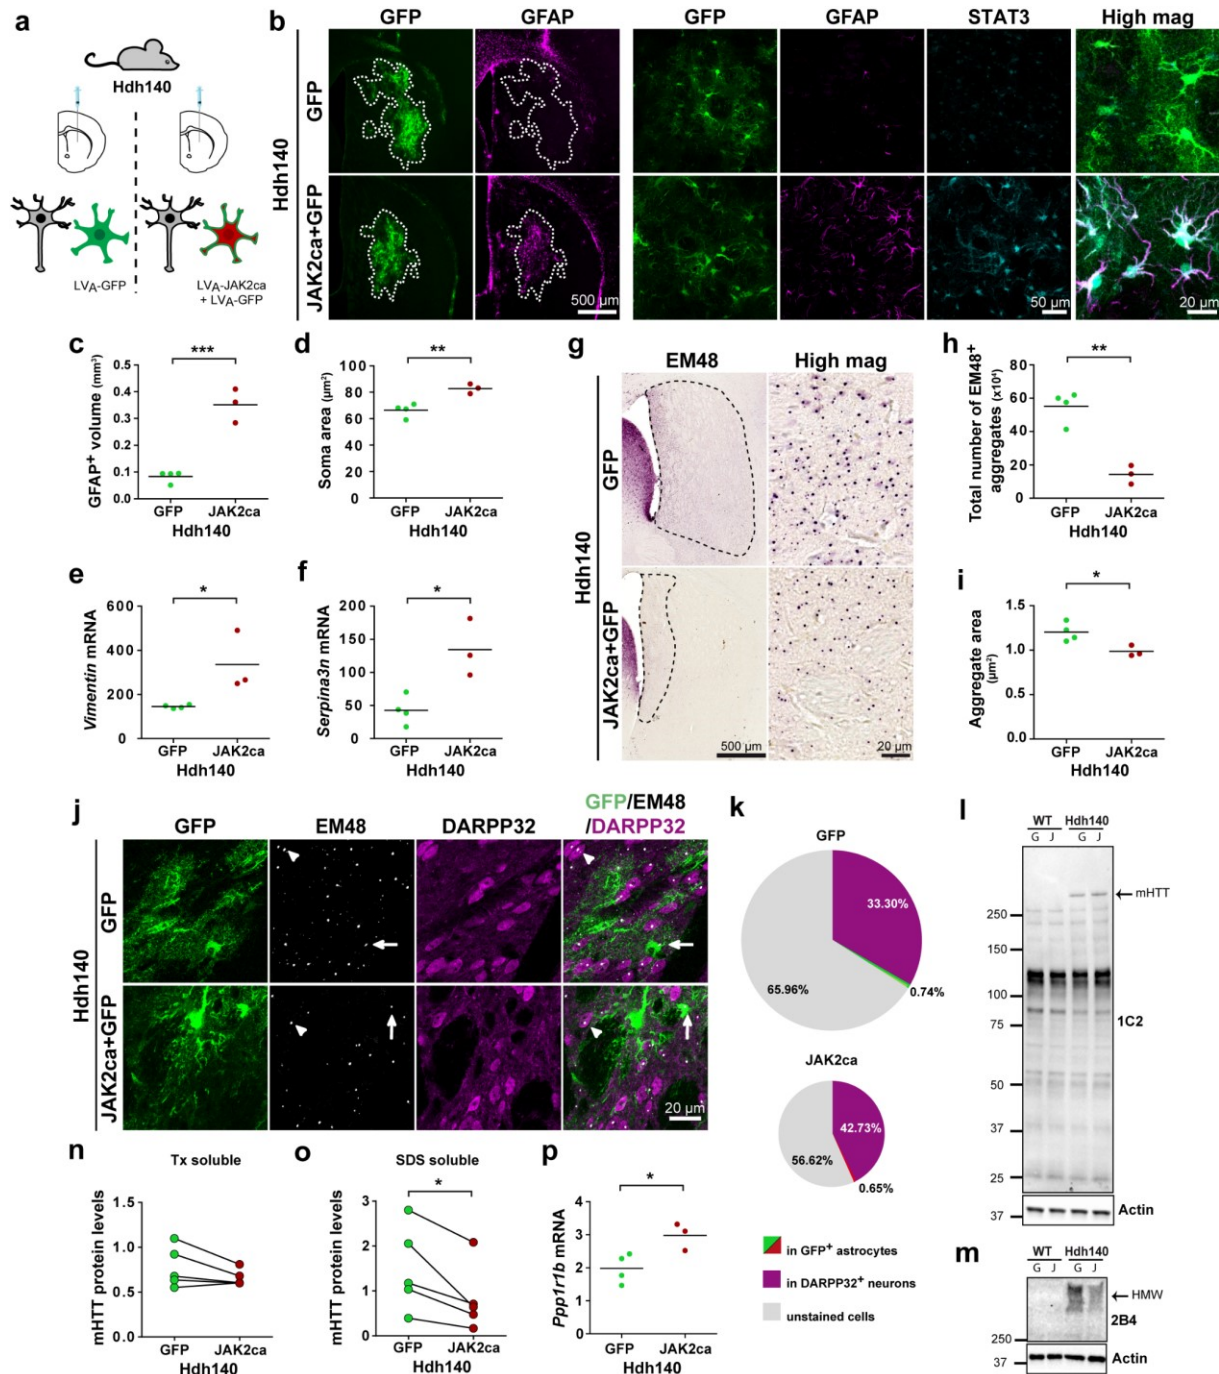 a
Hdh140
LVA-GFP
LVA-JAK2ca
+ LVA-GFP
b
GFP GFAP GFP GFAP STAT3 High mag
Hdh140
GFP
JAK2ca+GFP
500 µm
50 µm
20 µm
c
***
GFAP+ volume (mm³)
0.5
0.4
0.3
0.2
0.1
0.0
GFP JAK2ca
Hdh140
d
**
Soma area (µm²)
100
80
60
40
20
0
GFP JAK2ca
Hdh140
e
*
Vimentin mRNA
600
400
200
0
GFP JAK2ca
Hdh140
f
*
Serpina3n mRNA
200
150
100
50
0
GFP JAK2ca
Hdh140
g
EM48 High mag
Hdh140
GFP
JAK2ca+GFP
500 µm
20 µm
h
**
Total number of EM48+
aggregates (x10⁴)
80
60
40
20
0
GFP JAK2ca
Hdh140
i
*
Aggregate area
(µm²)
1.5
1.0
0.5
0.0
GFP JAK2ca
Hdh140
j
GFP EM48 DARPP32 GFP/EM48
/DARPP32
Hdh140
GFP
JAK2ca+GFP
20 µm
k
GFP
33.30%
65.96%
0.74%
JAK2ca
42.73%
56.62%
0.65%
in GFP+ astrocytes
in DARPP32+ neurons
unstained cells
l
WT Hdh140
G J G J
mHTT
250
150
100
75
50
37
25
1C2
37
Actin
m
WT Hdh140
G J G J
HMW
2B4
250
37
Actin
n
Tx soluble
mHTT protein levels
1.5
1.0
0.5
0.0
GFP JAK2ca
Hdh140
o
SDS soluble
*
mHTT protein levels
3
2
1
0
GFP JAK2ca
Hdh140
p
*
Ppp1r1b mRNA
4
3
2
1
0
GFP JAK2ca
Hdh140